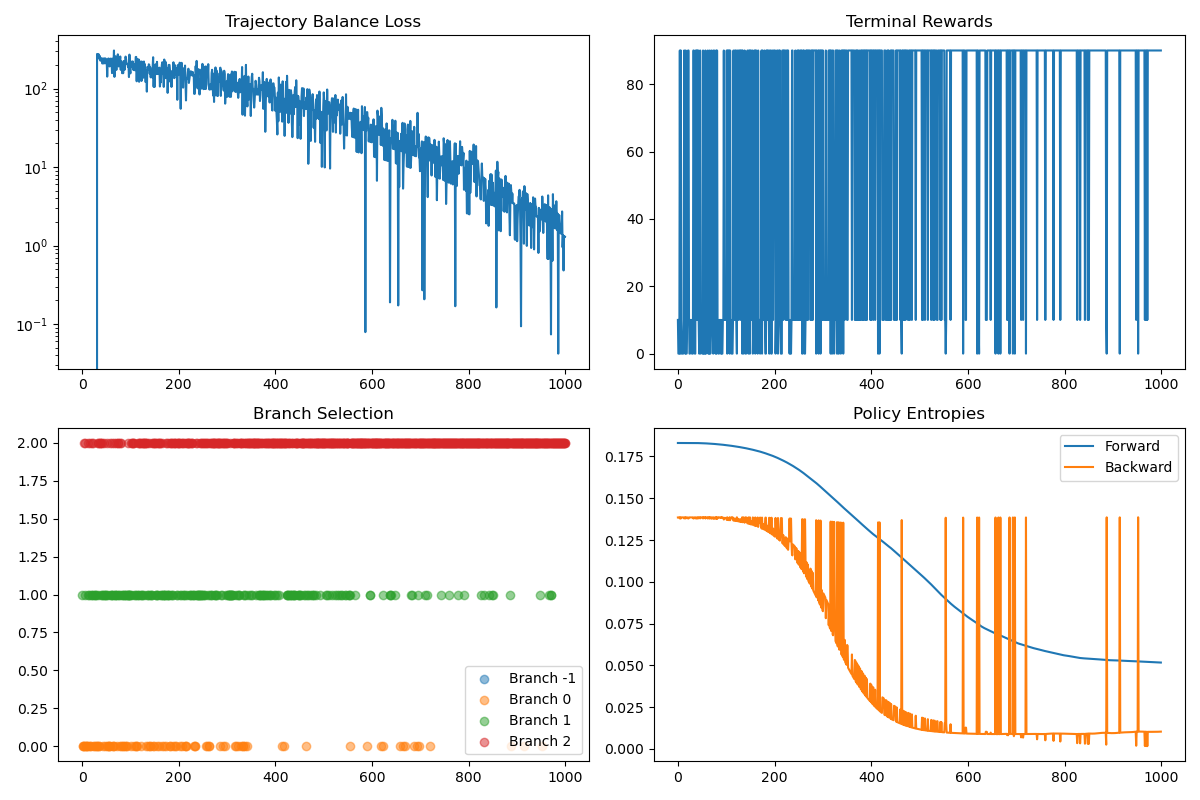 Trajectory Balance Loss
10²
10¹
10⁰
10⁻¹
0 200 400 600 800 1000
Terminal Rewards
80
60
40
20
0
0 200 400 600 800 1000
Branch Selection
2.00
1.75
1.50
1.25
1.00
0.75
0.50
0.25
0.00
Branch -1
Branch 0
Branch 1
Branch 2
0 200 400 600 800 1000
Policy Entropies
0.175
0.150
0.125
0.100
0.075
0.050
0.025
0.000
Forward
Backward
0 200 400 600 800 1000